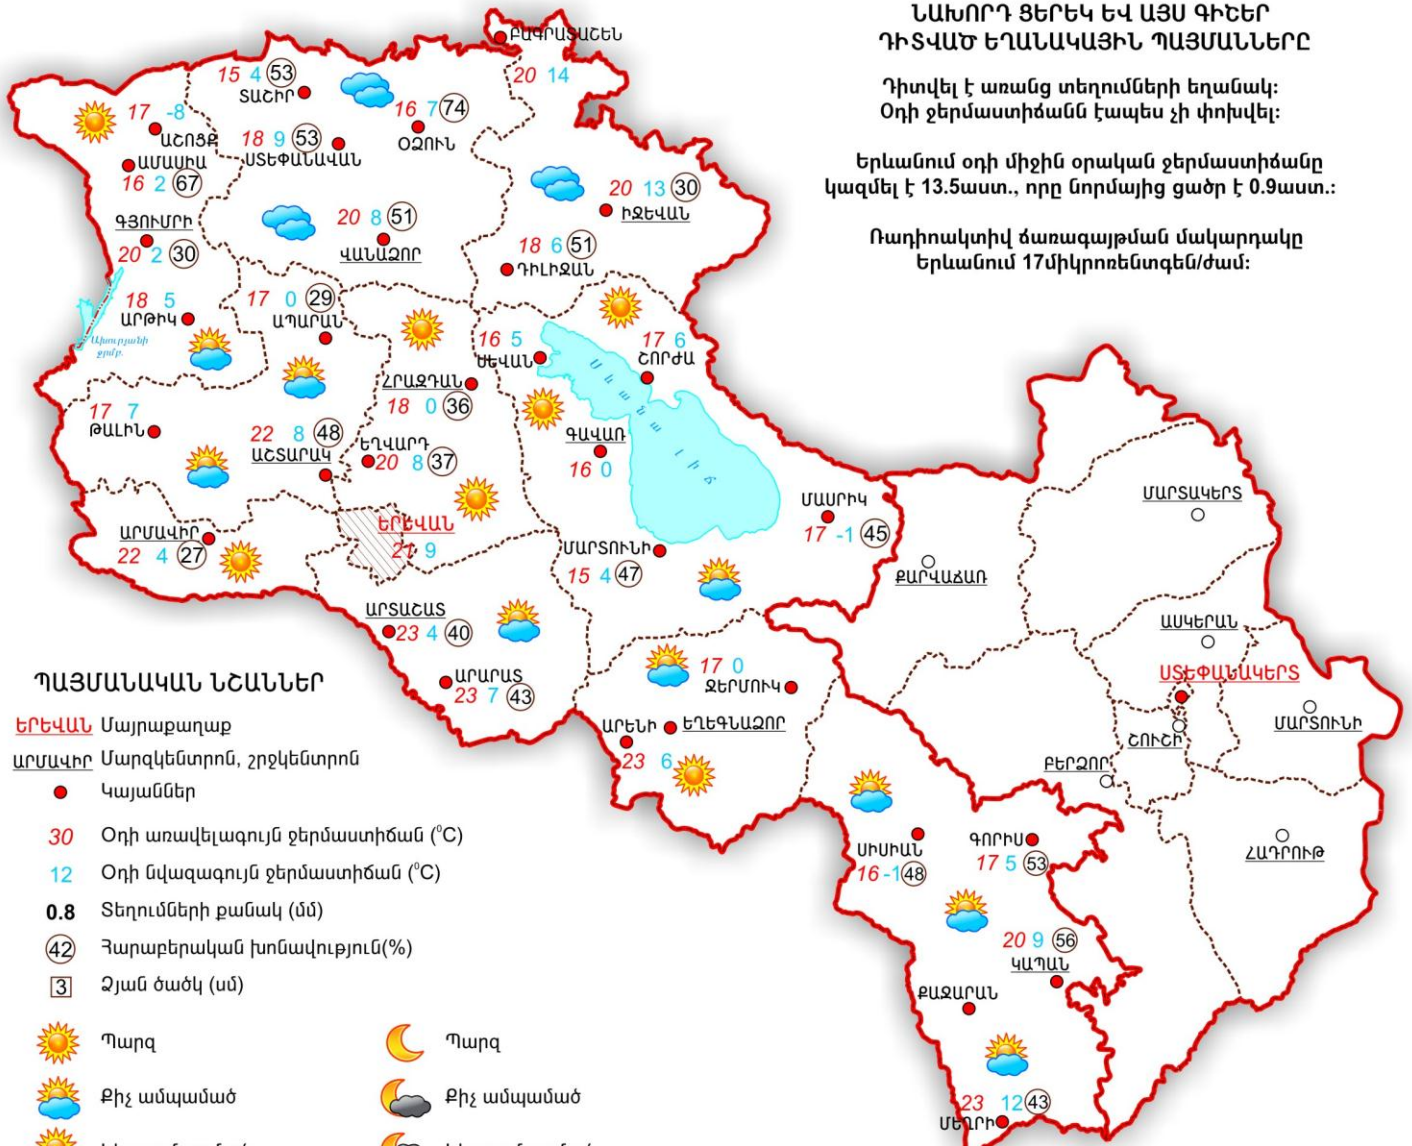 ՆԱԽՈՐԴ ՑԵՐԵԿ ԵՎ ԱՅՍ ԳԻՇԵՐ
ԴԻՏՎԱԾ ԵՂԱՆԱԿԱՅԻՆ ՊԱՅՄԱՆՆԵՐԸ
Դիտվել է առանց տեղումների եղանակ:
Օդի ջերմաստիճանն էապես չի փոխվել:
Երևանում օդի միջին օրական ջերմաստիճանը
կազմել է 13.5աստ., որը նորմայից ցածր է 0.9աստ.:
Ռադիոակտիվ ճառագայթման մակարդակը
Երևանում 17միկրոռենտգեն/ժամ:
ԲԱԳՐԱՏԱՇԵՆ
20 14
15 4 53
ՏԱՇԻՐ
17 -8
ԱՇՈՑՔ
16 7 74
ՕՁՈՒՆ
18 9 53
ՍՏԵՓԱՆԱՎԱՆ
ԱՄԱՍԻԱ
16 2 67
20 13 30
ԻՋԵՎԱՆ
ԳՅՈՒՄՐԻ
20 2 30
20 8 51
ՎԱՆԱՁՈՐ
18 6 51
ԴԻԼԻՋԱՆ
18 5
ԱՐԹԻԿ
17 0 29
ԱՊԱՐԱՆ
Ախուրյանի
ջրմբ.
16 5
ՍԵՎԱՆ
17 6
ՇՈՐԺԱ
Սևանա լիճ
ՀՐԱԶԴԱՆ
18 0 36
17 7
ԹԱԼԻՆ
22 8 48
ԱՇՏԱՐԱԿ
ԵՂՎԱՐԴ
20 8 37
ԳԱՎԱՌ
16 0
ՄԱՍՐԻԿ
17 -1 45
ՄԱՐՏԱԿԵՐՏ
ԱՐՄԱՎԻՐ
22 4 27
ԵՐԵՎԱՆ
21 9
ՄԱՐՏՈՒՆԻ
15 4 47
ՔԱՐՎԱՃԱՌ
ԱՐՏԱՇԱՏ
23 4 40
ԱՍԿԵՐԱՆ
ԱՐԱՐԱՏ
23 7 43
17 0
ՋԵՐՄՈՒԿ
ՍՏԵՓԱՆԱԿԵՐՏ
ԱՐԵՆԻ
23 6
ԵՂԵԳՆԱՁՈՐ
ՄԱՐՏՈՒՆԻ
ՇՈՒՇԻ
ԲԵՐՁՈՐ
ՍԻՍԻԱՆ
16 -1 48
ԳՈՐԻՍ
17 5 53
ՀԱԴՐՈՒԹ
20 9 56
ԿԱՊԱՆ
ՔԱՋԱՐԱՆ
23 12 43
ՄԵՂՐԻ
ՊԱՅՄԱՆԱԿԱՆ ՆՇԱՆՆԵՐ
ԵՐԵՎԱՆ Մայրաքաղաք
ԱՐՄԱՎԻՐ Մարզկենտրոն, շրջկենտրոն
Կայաններ
30 Օդի առավելագույն ջերմաստիճան (⁰C)
12 Օդի նվազագույն ջերմաստիճան (⁰C)
0.8 Տեղումների քանակ (մմ)
42 Հարաբերական խոնավություն(%)
3 Ձյան ծածկ (սմ)
Պարզ
Պարզ
Քիչ ամպամած
Քիչ ամպամած